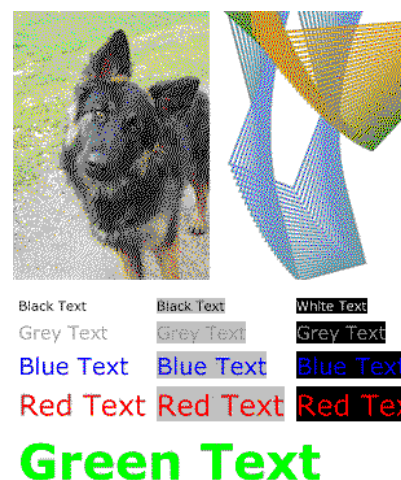 Black Text Black Text White Text
Grey Text Grey Text Grey Text
Blue Text Blue Text Blue Text
Red Text Red Text Red Tex
Green Text